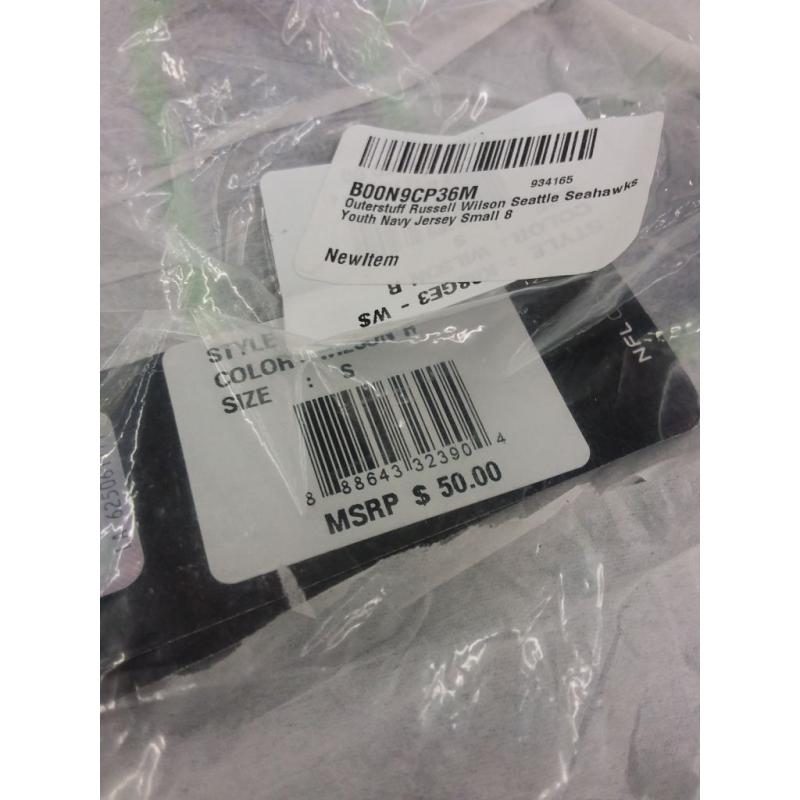 B00N9CP36M
934165
Outerstuff Russell Wilson Seattle Seahawks
Youth Navy Jersey Small 8
NewItem
NFL
STYLE
COLOR
SIZE : S
8 88643 32390 4
MSRP $ 50.00